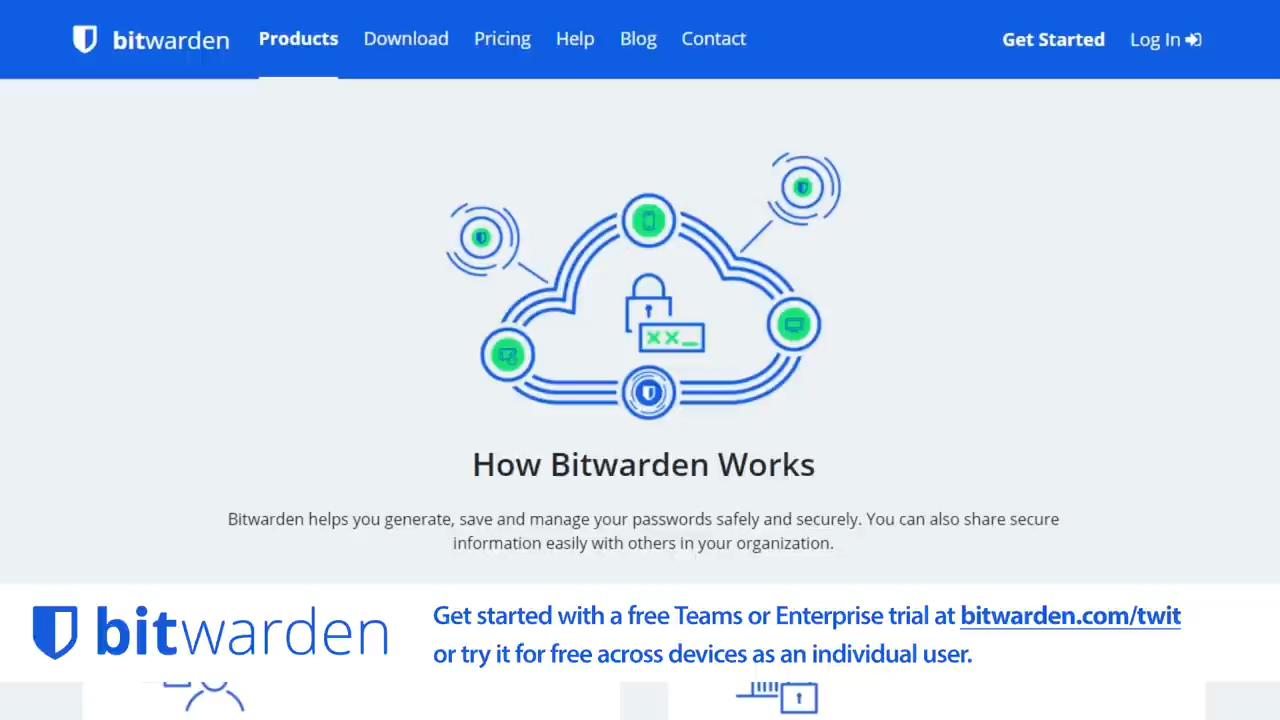 bitwarden Products Download Pricing Help Blog Contact Get Started Log In
XX_
How Bitwarden Works
Bitwarden helps you generate, save and manage your passwords safely and securely. You can also share secure
information easily with others in your organization.
bitwarden
Get started with a free Teams or Enterprise trial at bitwarden.com/twit
or try it for free across devices as an individual user.